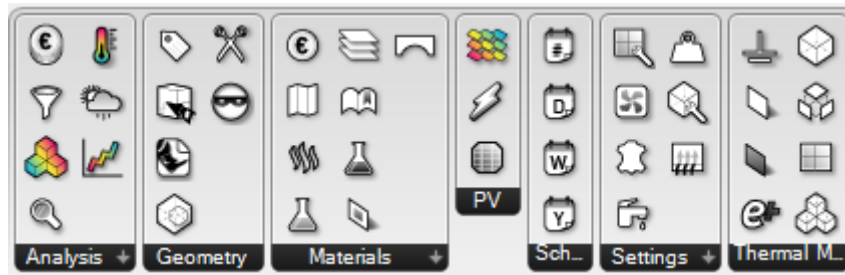 €
€
#
D
W
Y
e+
PV
Analysis
Geometry
Materials
Sch...
Settings
Thermal M...